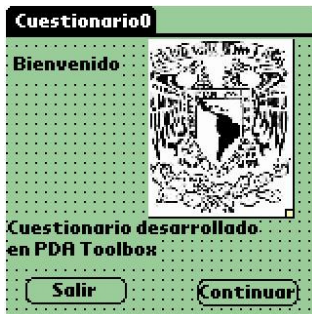 Cuestionario0
Bienvenido
Cuestionario desarrollado
en PDA Toolbox
Salir
Continuar